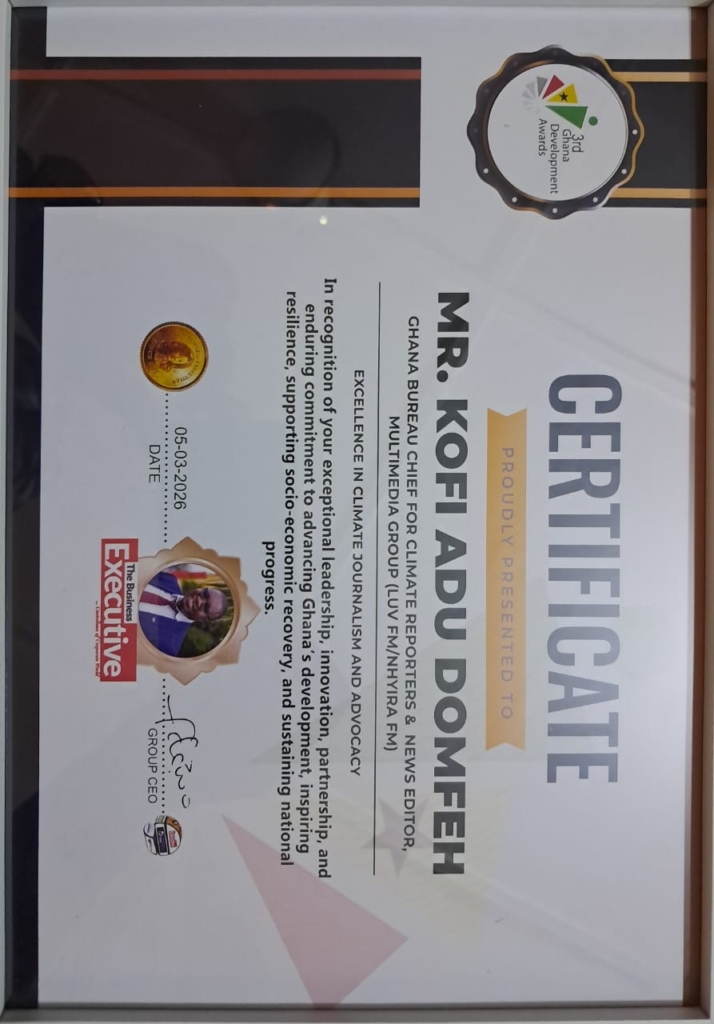 3rd
Ghana
Development
Awards
CERTIFICATE
PROUDLY PRESENTED TO
MR. KOFI ADU DOMFEH
GHANA BUREAU CHIEF FOR CLIMATE REPORTERS & NEWS EDITOR,
MULTIMEDIA GROUP (LUV FM/NHYIRA FM)
EXCELLENCE IN CLIMATE JOURNALISM AND ADVOCACY
In recognition of your exceptional leadership, innovation, partnership, and
enduring commitment to advancing Ghana's development, inspiring
resilience, supporting socio-economic recovery, and sustaining national
progress.
05-03-2026
DATE
The Business
Executive
GROUP CEO